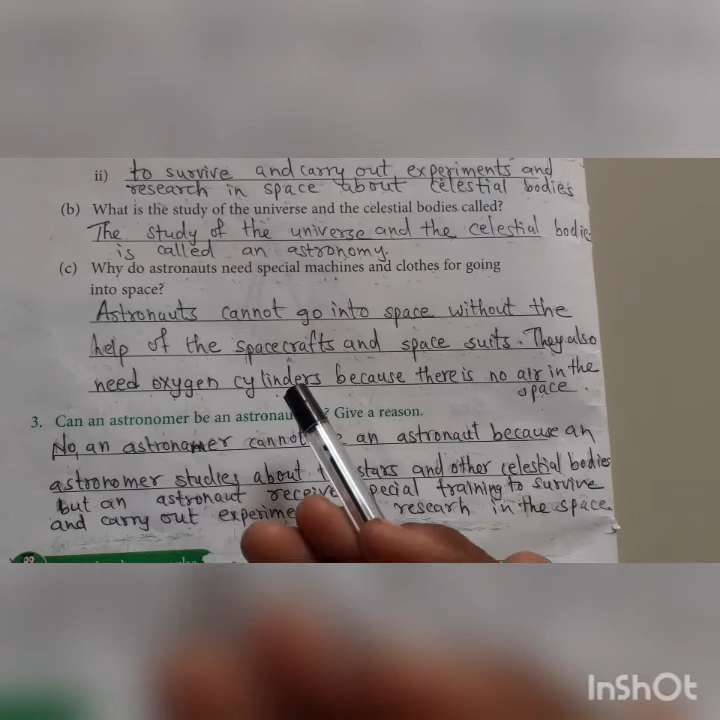 ii) to survive and carry out experiments and
research in space about celestial bodies
(b) What is the study of the universe and the celestial bodies called?
The study of the universe and the celestial bodie
is called an astronomy.
(c) Why do astronauts need special machines and clothes for going
into space?
Astronauts cannot go into space without the
help of the spacecrafts and space suits. They also
need oxygen cylinders because there is no air in the
space.
3. Can an astronomer be an astronau ? Give a reason.
No, an astronomer cannot an astronaut because an
astronomer studies about stars and other celestial bodies
but an astronaut receive pecial training to survive
and carry out experime researh in the space.
InShOt